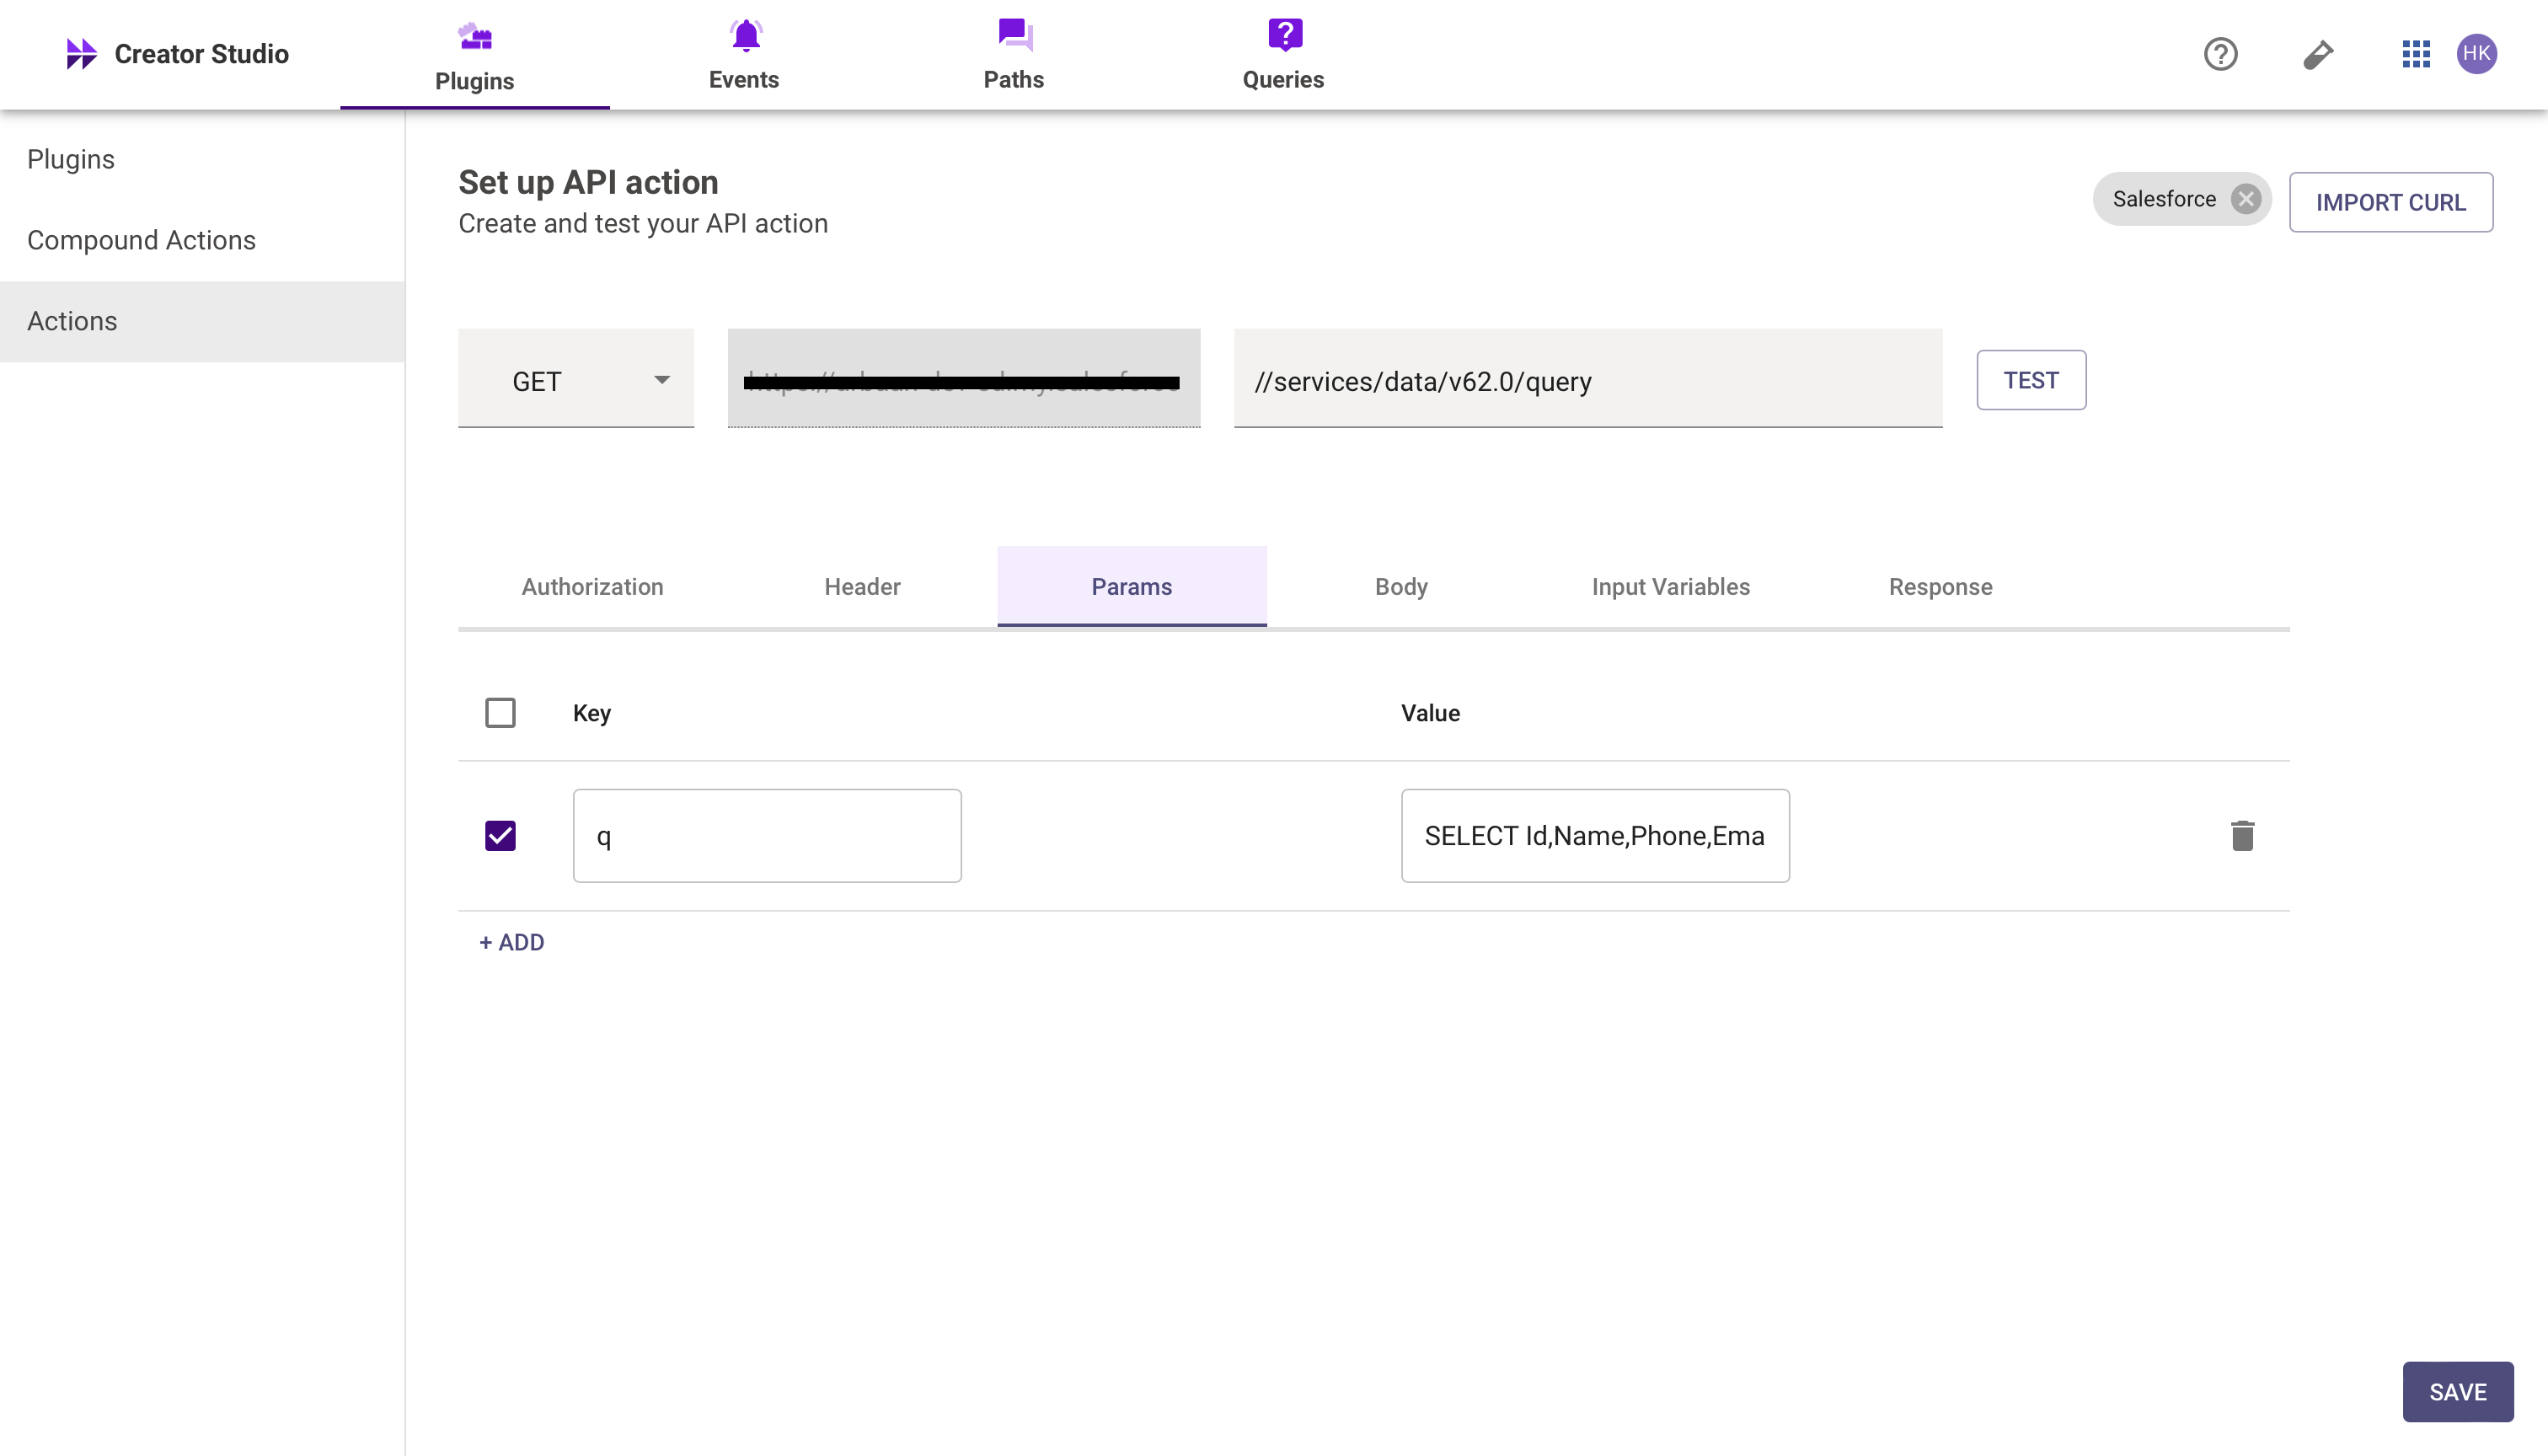 Creator Studio
Plugins
Events
Paths
Queries
HK
Plugins
Compound Actions
Actions
Set up API action
Create and test your API action
Salesforce
IMPORT CURL
GET
//services/data/v62.0/query
TEST
Authorization
Header
Params
Body
Input Variables
Response
Key
Value
q
SELECT Id,Name,Phone,Ema
+ ADD
SAVE